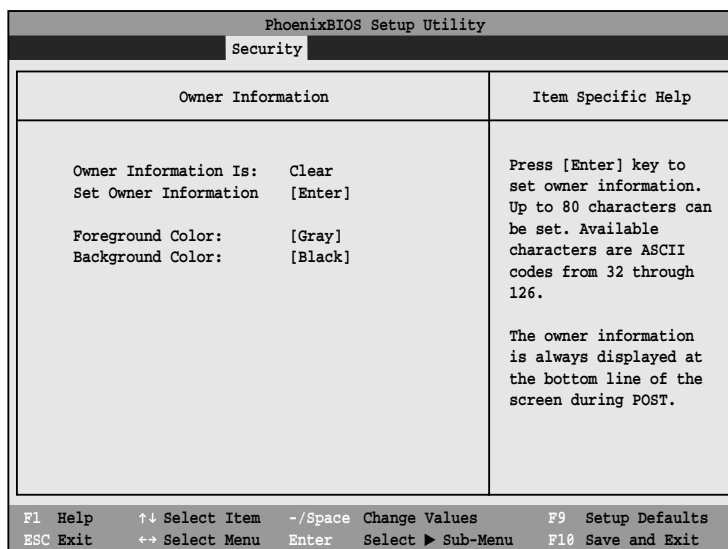 PhoenixBIOS Setup Utility
Security
Owner Information
Item Specific Help
Owner Information Is: Clear
Set Owner Information [Enter]
Foreground Color: [Gray]
Background Color: [Black]
Press [Enter] key to
set owner information.
Up to 80 characters can
be set. Available
characters are ASCII
codes from 32 through
126.
The owner information
is always displayed at
the bottom line of the
screen during POST.
F1 Help ↑↓ Select Item -/Space Change Values F9 Setup Defaults
ESC Exit ←→ Select Menu Enter Select ▶ Sub-Menu F10 Save and Exit